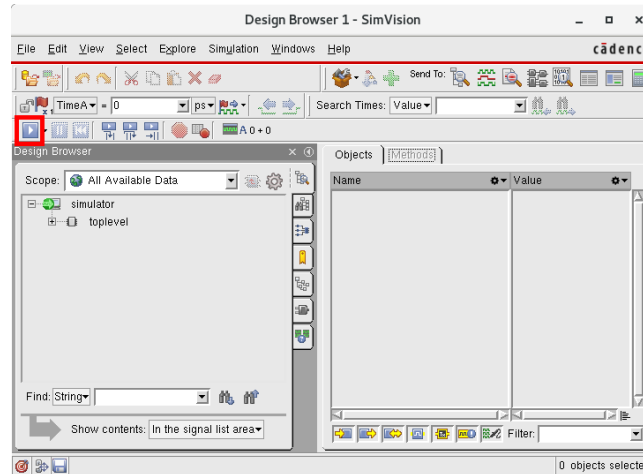 Design Browser 1 - SimVision
File Edit View Select Explore Simulation Windows Help
cādenc
Send To:
TimeA = 0 ps Search Times: Value
A 0 + 0
Design Browser
Objects [Methods]
Scope: All Available Data
Name Value
simulator
toplevel
Find: String
Show contents: In the signal list area
Filter:
0 objects selecte